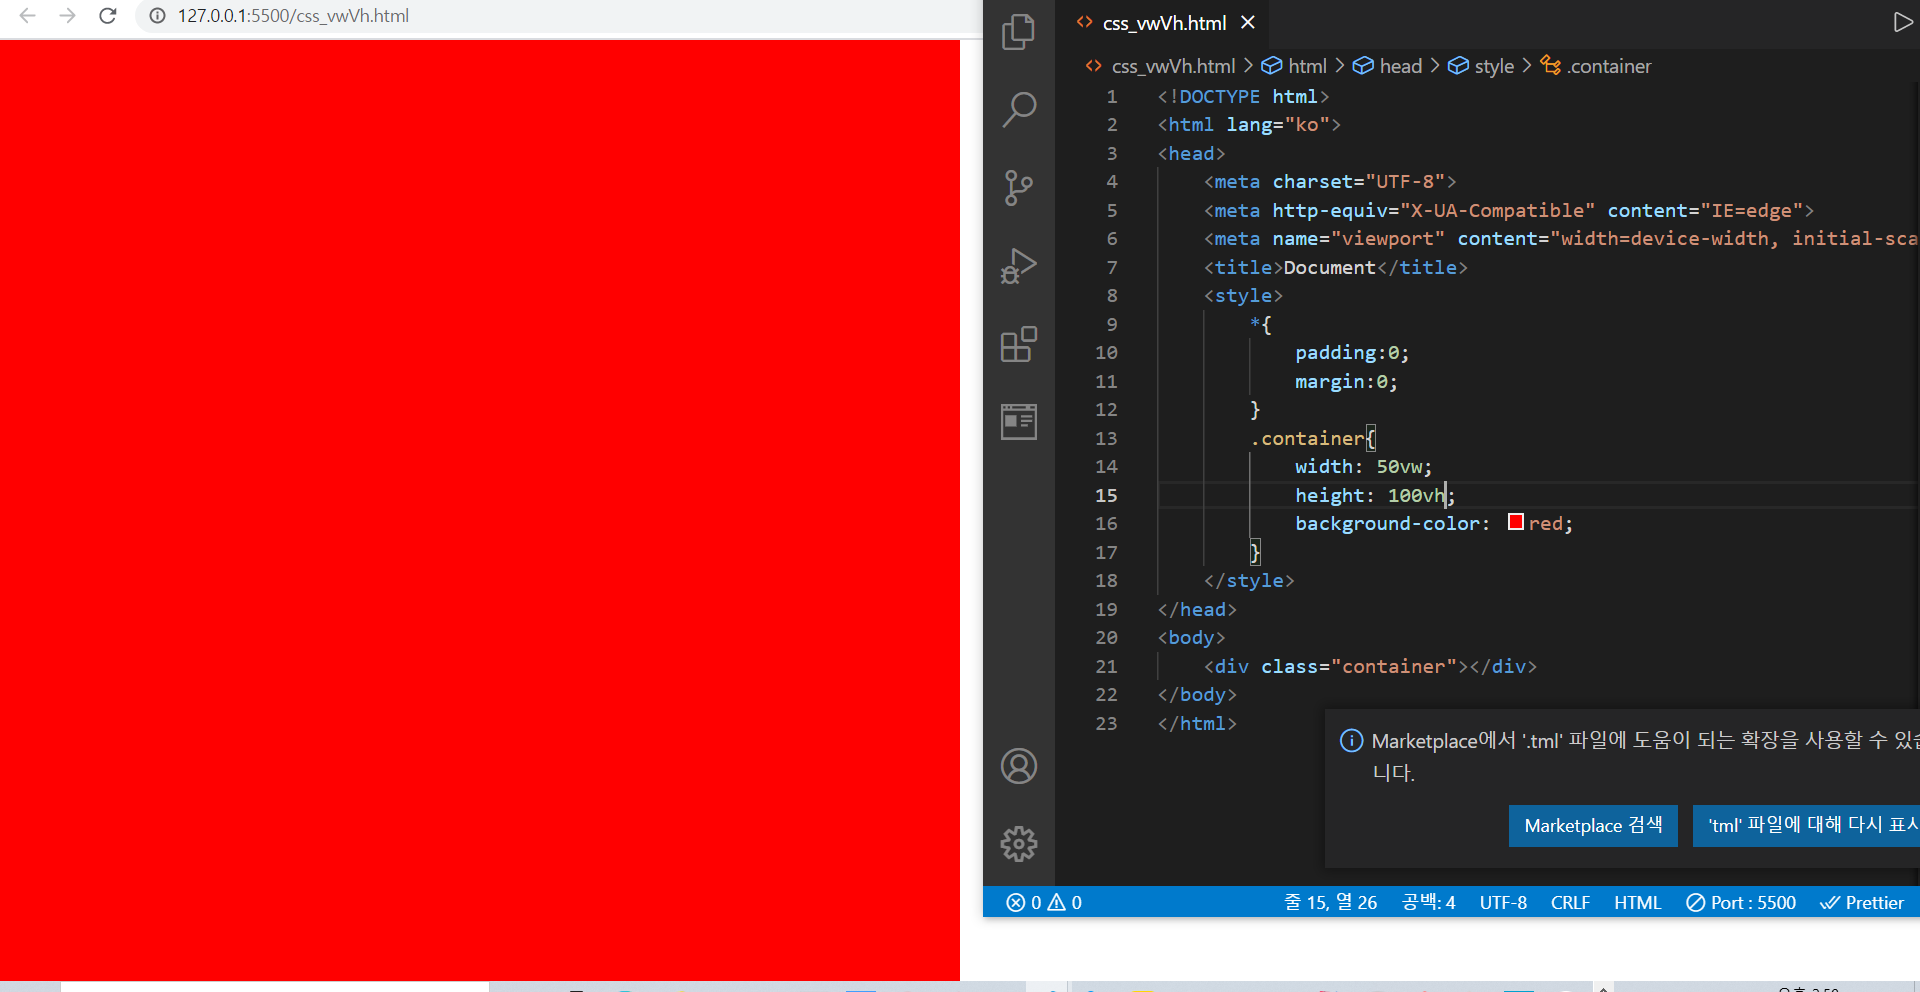 127.0.0.1:5500/css_vwVh.html
css_vwVh.html
css_vwVh.html > html > head > style > .container
1 <!DOCTYPE html>
2 <html lang="ko">
3 <head>
4 <meta charset="UTF-8">
5 <meta http-equiv="X-UA-Compatible" content="IE=edge">
6 <meta name="viewport" content="width=device-width, initial-sca
7 <title>Document</title>
8 <style>
9 *{
10 padding:0;
11 margin:0;
12 }
13 .container{
14 width: 50vw;
15 height: 100vh;
16 background-color: red;
17 }
18 </style>
19 </head>
20 <body>
21 <div class="container"></div>
22 </body>
23 </html>
Marketplace에서 '.tml' 파일에 도움이 되는 확장을 사용할 수 있습
니다.
Marketplace 검색 'tml' 파일에 대해 다시 표시
0 0 줄 15, 열 26 공백: 4 UTF-8 CRLF HTML Port : 5500 Prettier